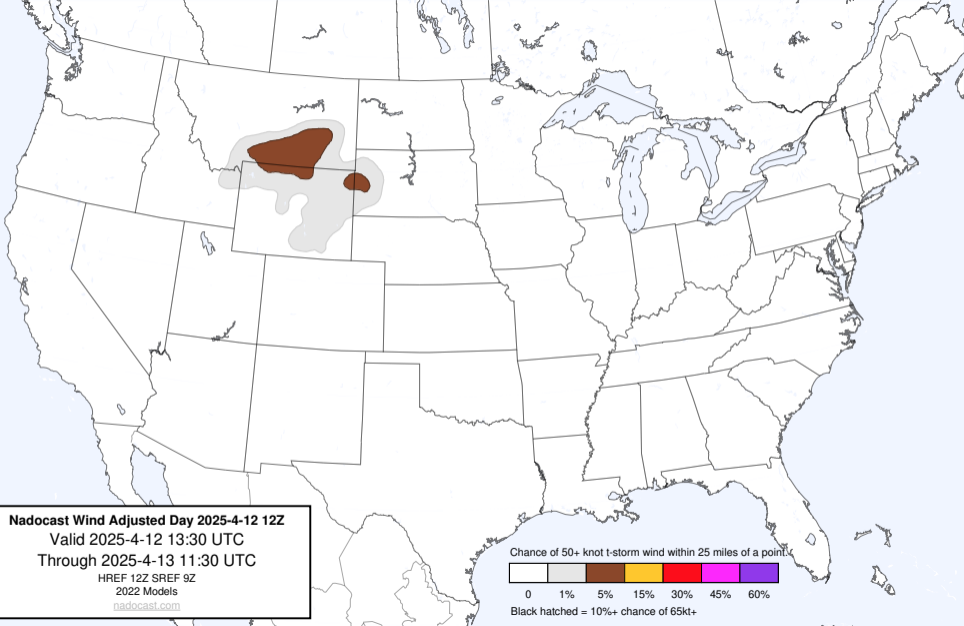 Nadocast Wind Adjusted Day 2025-4-12 12Z
Valid 2025-4-12 13:30 UTC
Through 2025-4-13 11:30 UTC
HREF 12Z SREF 9Z
2022 Models
nadocast.com
Chance of 50+ knot t-storm wind within 25 miles of a point.
0 1% 5% 15% 30% 45% 60%
Black hatched = 10%+ chance of 65kt+